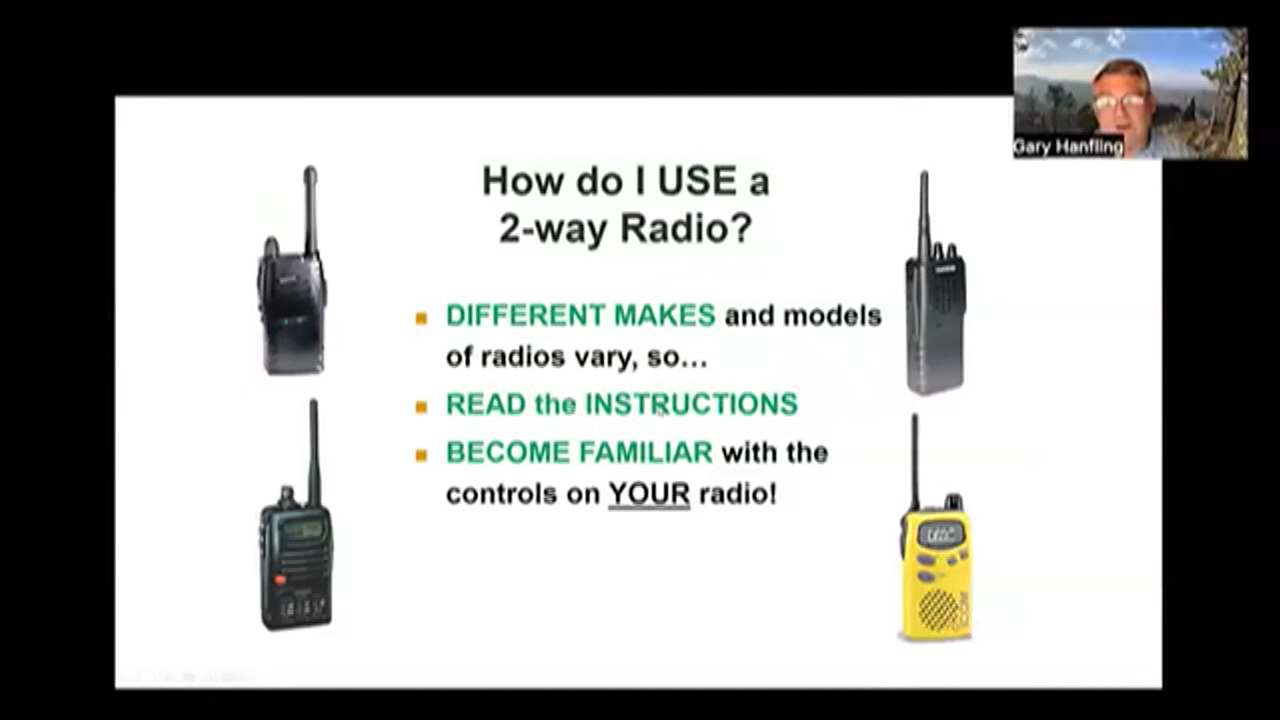 Gary Hanfling
How do I USE a
2-way Radio?
DIFFERENT MAKES and models
of radios vary, so...
READ the INSTRUCTIONS
BECOME FAMILIAR with the
controls on YOUR radio!
ICOM